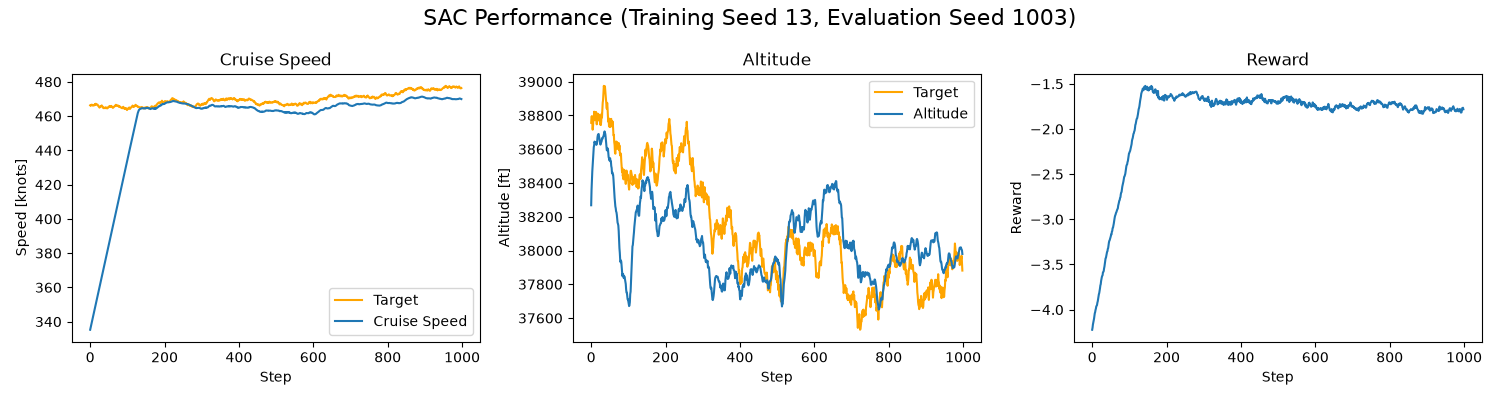 SAC Performance (Training Seed 13, Evaluation Seed 1003)
Cruise Speed
Speed [knots]
480
460
440
420
400
380
360
340
Target
Cruise Speed
0 200 400 600 800 1000
Step
Altitude
Altitude [ft]
39000
38800
38600
38400
38200
38000
37800
37600
Target
Altitude
0 200 400 600 800 1000
Step
Reward
Reward
−1.5
−2.0
−2.5
−3.0
−3.5
−4.0
0 200 400 600 800 1000
Step